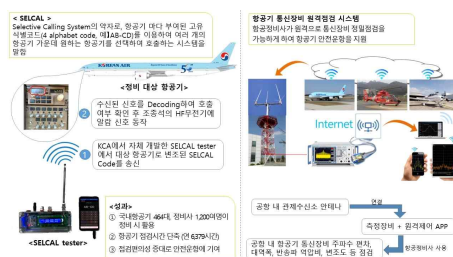 < SELCAL >
Selective Calling System의 약자로, 항공기 마다 부여된 고유
식별코드(4 alphabet code, 예]AB-CD)를 이용하여 여러 개의
항공기 가운데 원하는 항공기를 선택하여 호출하는 시스템을
말함
KOREAN AIR
<정비 대상 항공기>
② 수신된 신호를 Decoding하여 호출
여부 확인 후 조종석의 HF무전기에
알람 신호 동작
① KCA에서 자체 개발한 SELCAL tester
에서 대상 항공기로 변조된 SELCAL
Code를 송신
<SELCAL tester>
<성과>
① 국내항공기 464대, 정비사 1,200여명이
정비 시 활용
② 항공기 점검시간 단축 (연 6,379시간)
③ 점검편의성 증대로 안전운항에 기여
항공기 통신장비 원격점검 시스템
항공정비사가 원격으로 통신장비 정밀점검을
가능하게 하여 항공기 안전운항을 지원
Internet
공항 내 관제수신소 안테나
연결
측정장비 + 원격제어 APP
항공정비사 사용
공항 내 항공기 통신장비 주파수 편차,
대역폭, 반송파 역압비, 변조도 등 점검